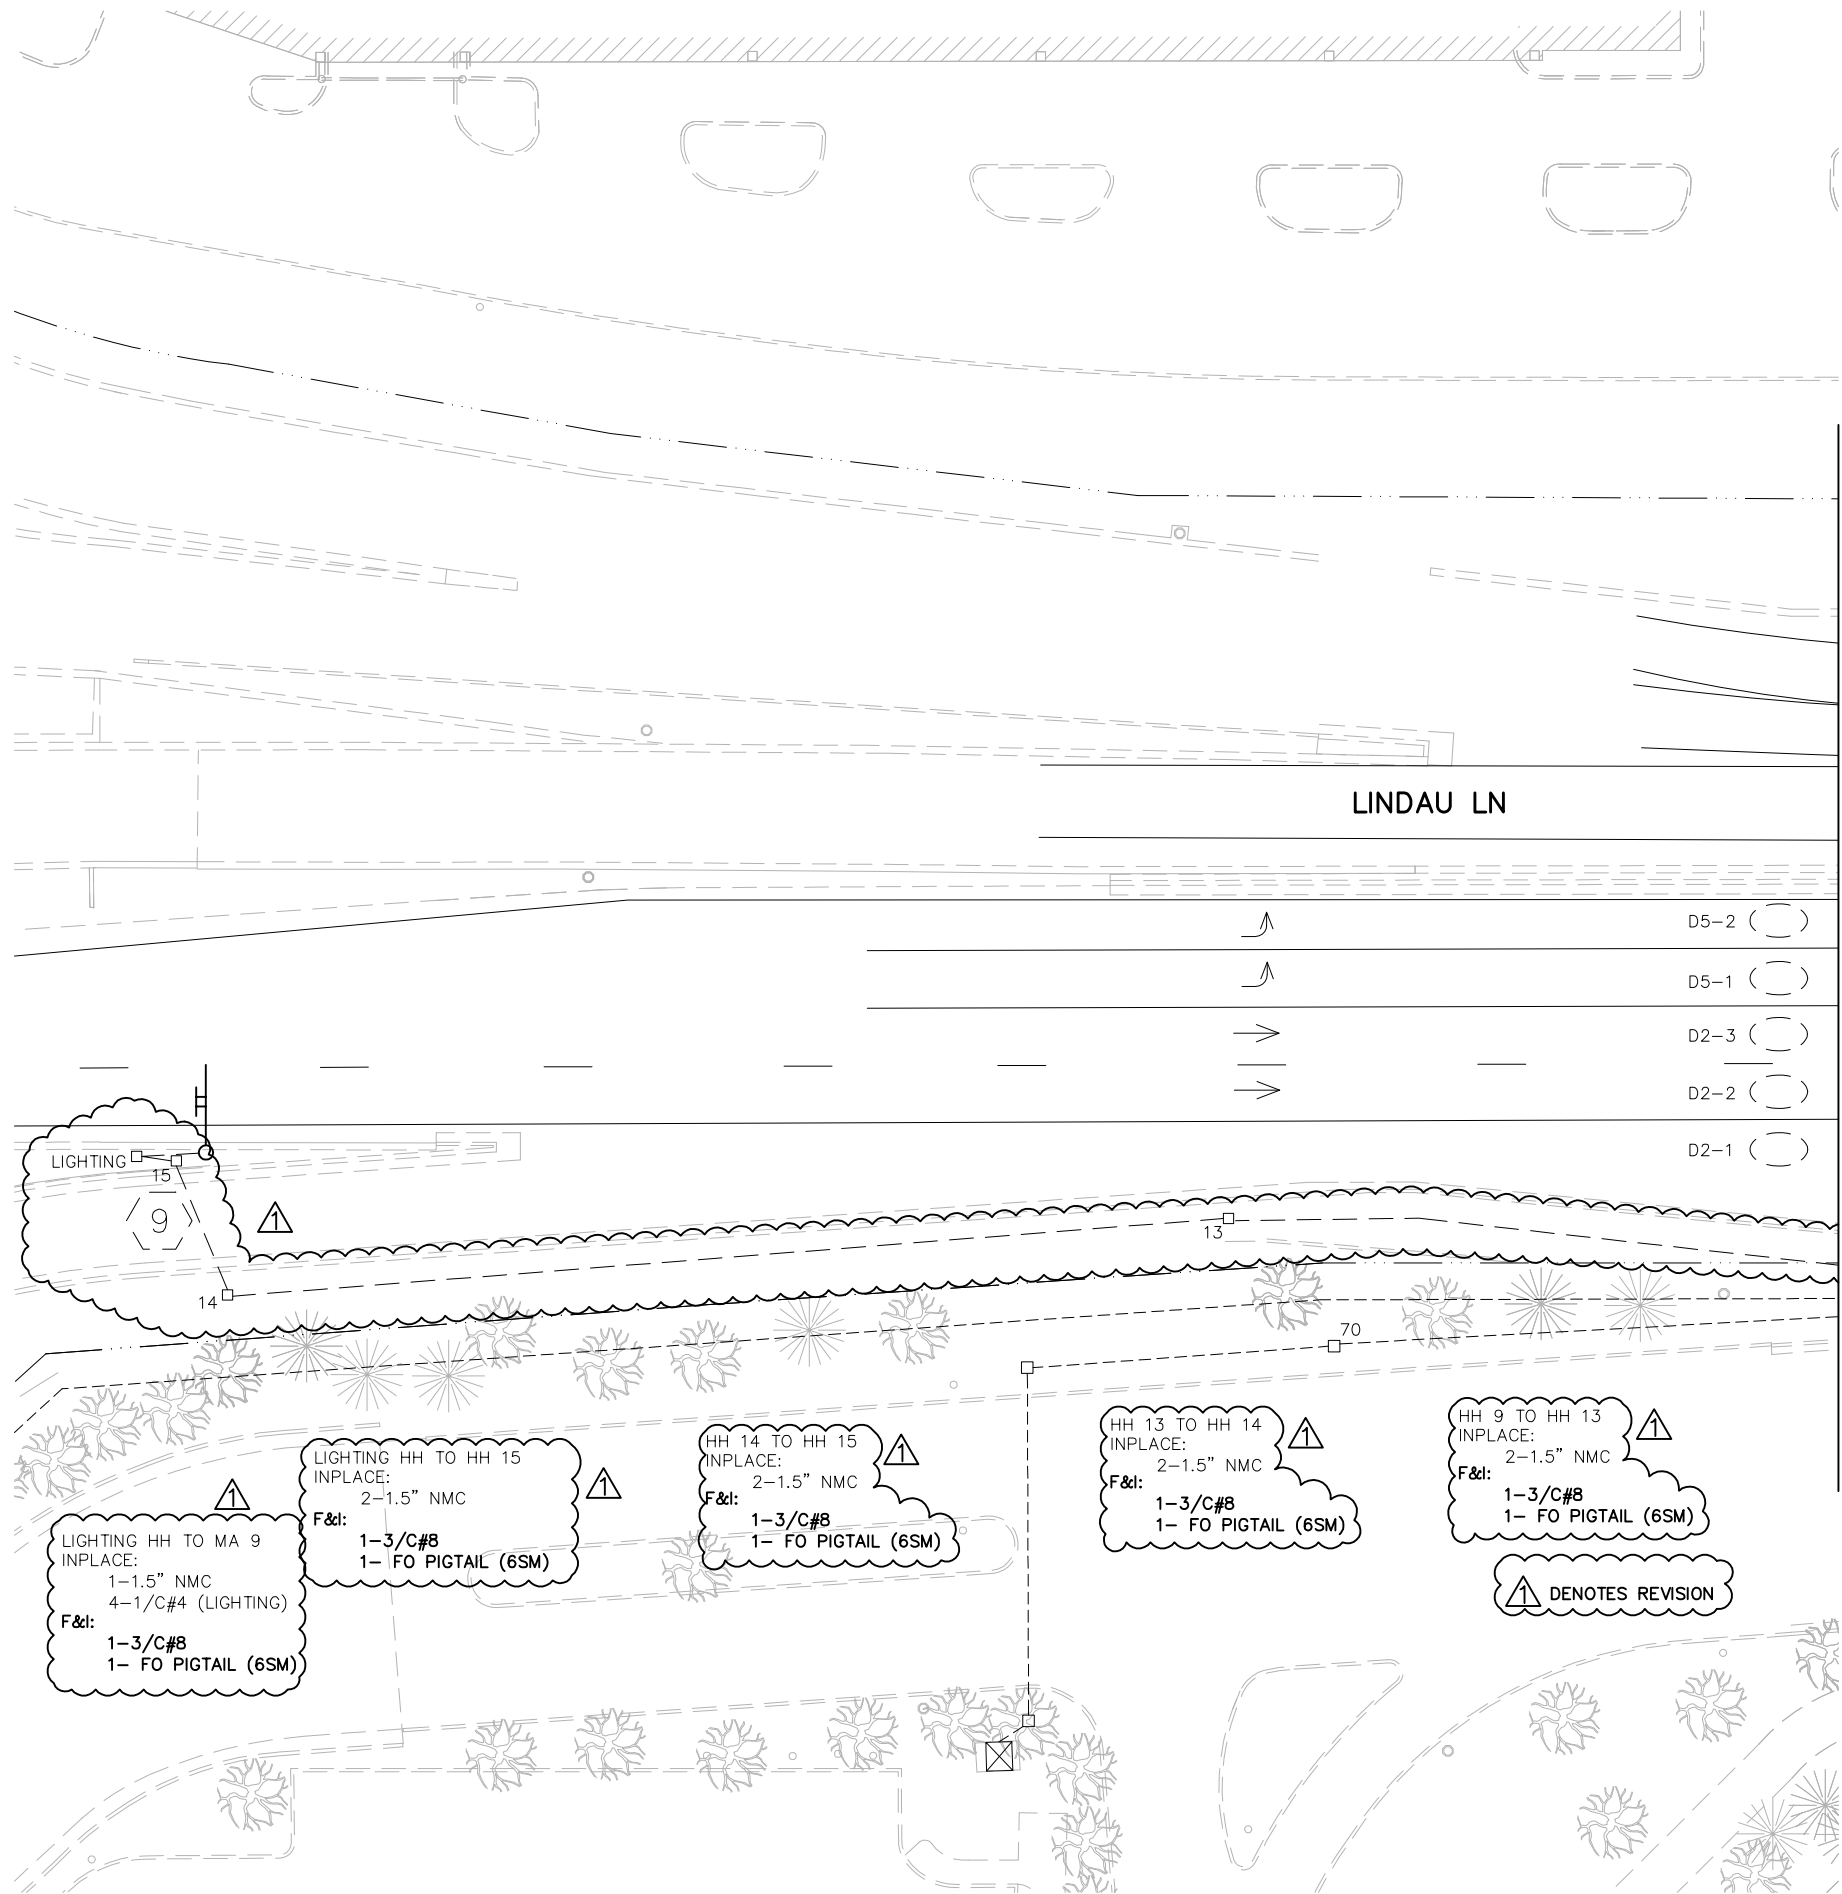 LINDAU LN
D5-2
D5-1
D2-3
D2-2
D2-1
LIGHTING
15
9
1
13
14
70
HH 9 TO HH 13
INPLACE:
2-1.5" NMC
F&I:
1-3/C#8
1- FO PIGTAIL (6SM)
1
HH 13 TO HH 14
INPLACE:
2-1.5" NMC
F&I:
1-3/C#8
1- FO PIGTAIL (6SM)
1
HH 14 TO HH 15
INPLACE:
2-1.5" NMC
F&I:
1-3/C#8
1- FO PIGTAIL (6SM)
1
LIGHTING HH TO HH 15
INPLACE:
2-1.5" NMC
F&I:
1-3/C#8
1- FO PIGTAIL (6SM)
1
LIGHTING HH TO MA 9
INPLACE:
1-1.5" NMC
4-1/C#4 (LIGHTING)
F&I:
1-3/C#8
1- FO PIGTAIL (6SM)
1
1 DENOTES REVISION